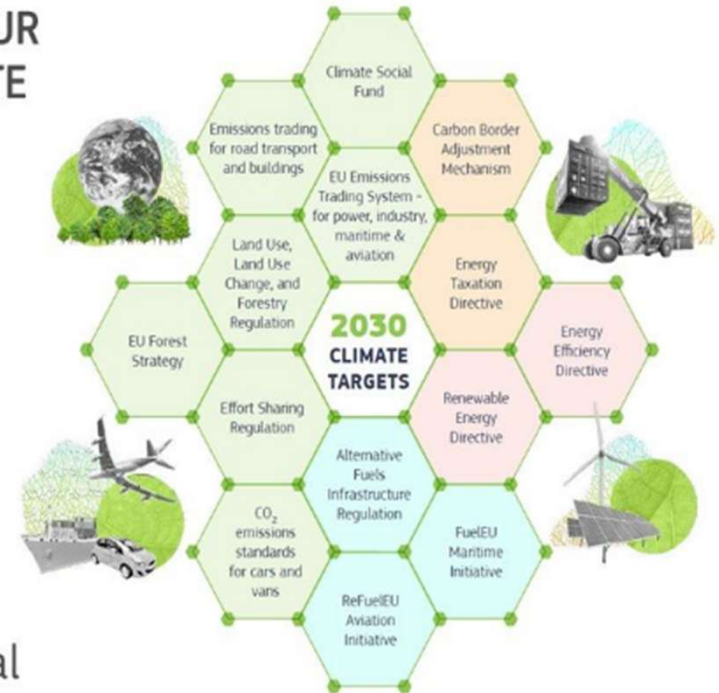 UR
TE
Climate Social
Fund
Emissions trading
for road transport
and buildings
Carbon Border
Adjustment
Mechanism
EU Emissions
Trading System -
for power, industry,
maritime &
aviation
Land Use,
Land Use
Change, and
Forestry
Regulation
Energy
Taxation
Directive
EU Forest
Strategy
2030
CLIMATE
TARGETS
Energy
Efficiency
Directive
Effort Sharing
Regulation
Renewable
Energy
Directive
Alternative
Fuels
Infrastructure
Regulation
CO₂
emissions
standards
for cars and
vans
FuelEU
Maritime
Initiative
ReFuelEU
Aviation
Initiative
al